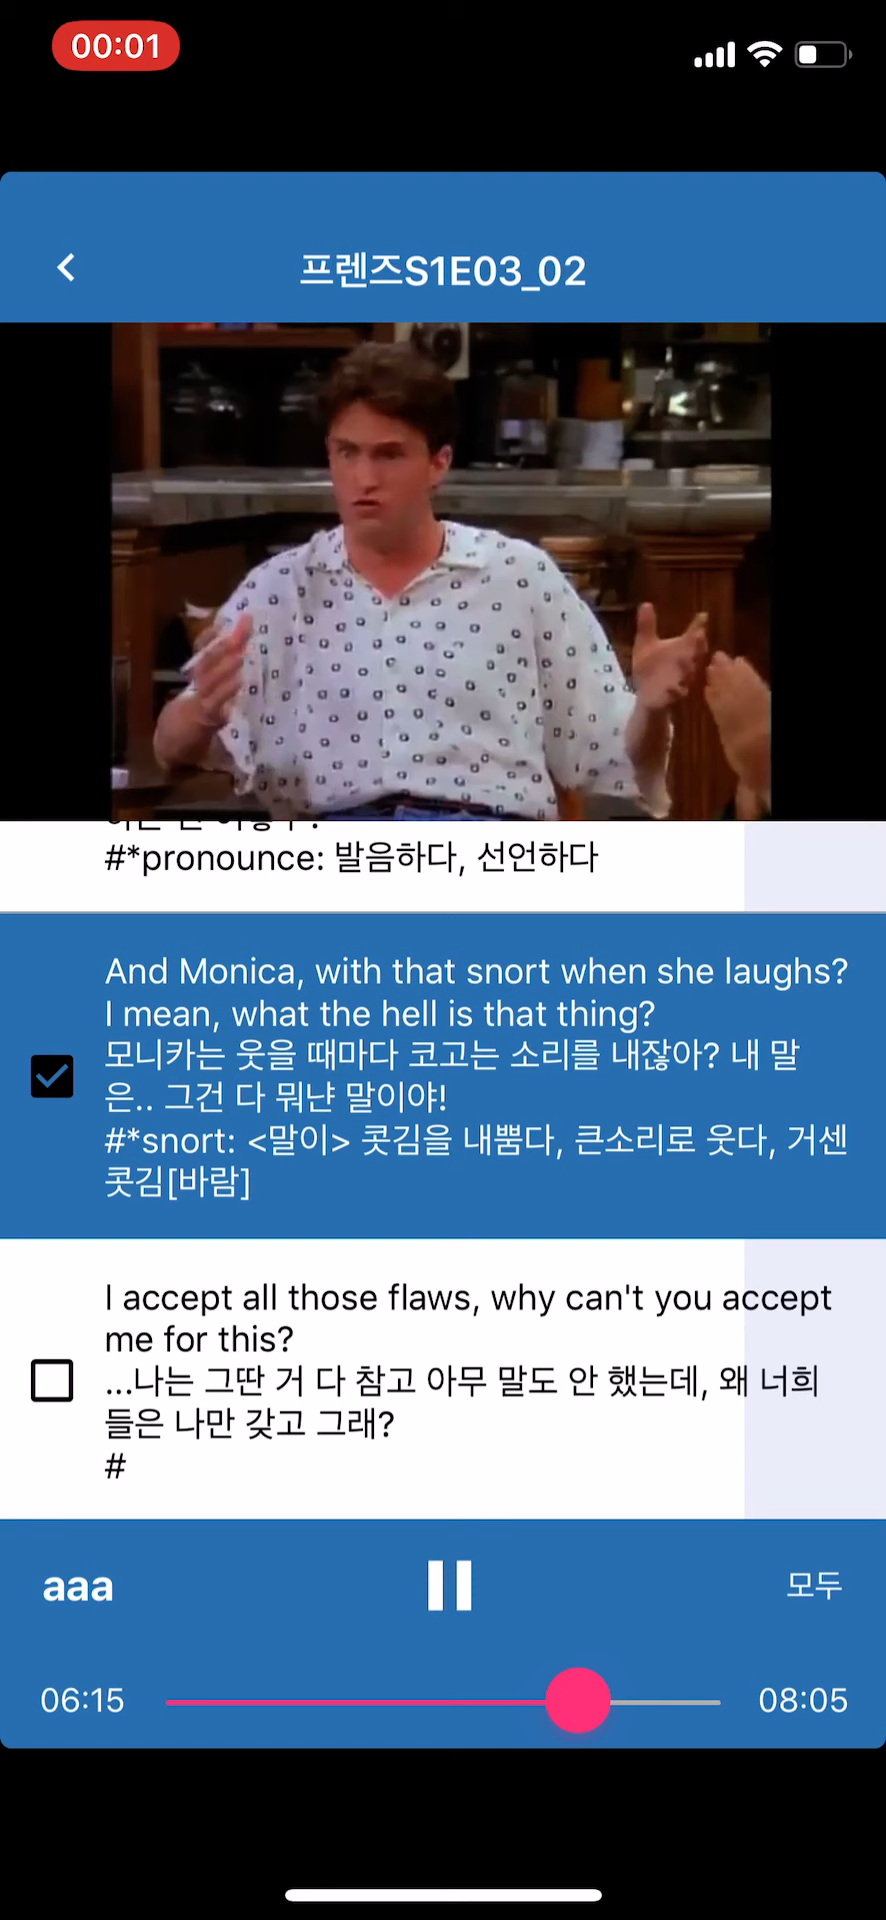 00:01
프렌즈S1E03_02
#*pronounce: 발음하다, 선언하다
And Monica, with that snort when she laughs?
I mean, what the hell is that thing?
모니카는 웃을 때마다 코고는 소리를 내잖아? 내 말
은.. 그건 다 뭐냔 말이야!
#*snort: <말이> 콧김을 내뿜다, 큰소리로 웃다, 거센
콧김[바람]
I accept all those flaws, why can't you accept
me for this?
...나는 그딴 거 다 참고 아무 말도 안 했는데, 왜 너희
들은 나만 갖고 그래?
#
aaa
모두
06:15
08:05